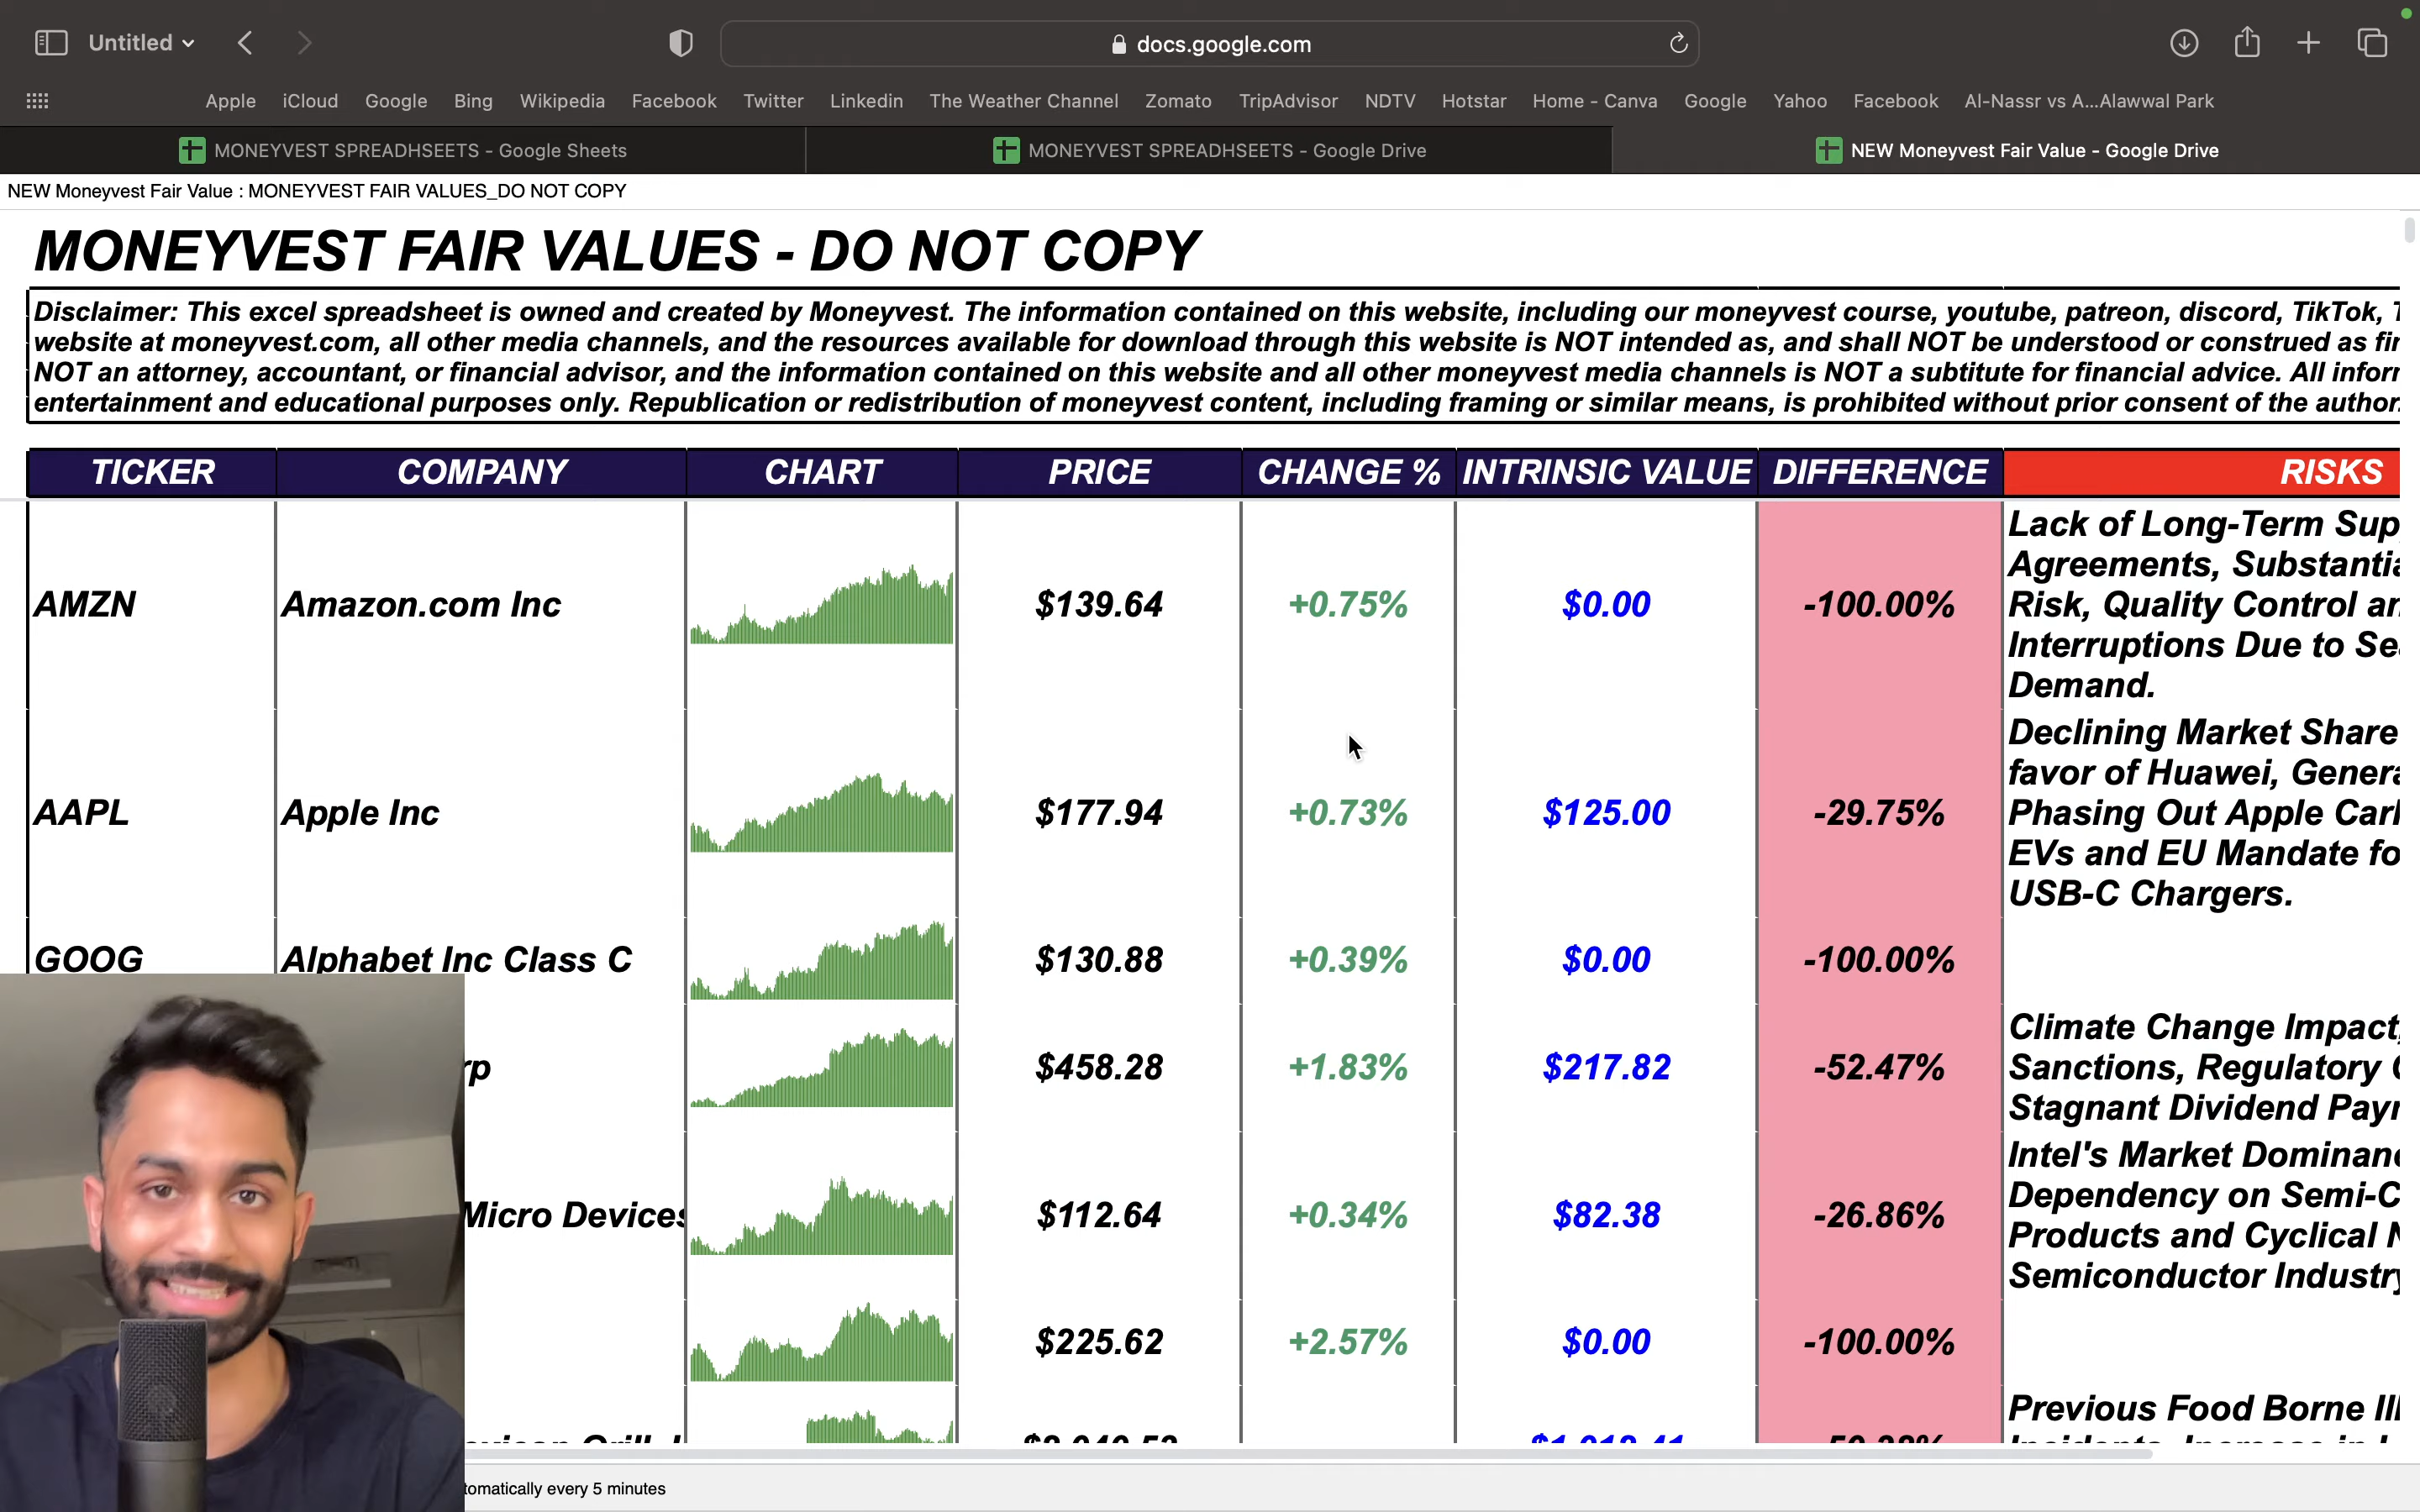 Untitled
docs.google.com
Apple iCloud Google Bing Wikipedia Facebook Twitter Linkedin The Weather Channel Zomato TripAdvisor NDTV Hotstar Home - Canva Google Yahoo Facebook Al-Nassr vs A...Alawwal Park
MONEYVEST SPREADHSEETS - Google Sheets
MONEYVEST SPREADHSEETS - Google Drive
NEW Moneyvest Fair Value - Google Drive
NEW Moneyvest Fair Value : MONEYVEST FAIR VALUES_DO NOT COPY
MONEYVEST FAIR VALUES - DO NOT COPY
Disclaimer: This excel spreadsheet is owned and created by Moneyvest. The information contained on this website, including our moneyvest course, youtube, patreon, discord, TikTok,
website at moneyvest.com, all other media channels, and the resources available for download through this website is NOT intended as, and shall NOT be understood or construed as
NOT an attorney, accountant, or financial advisor, and the information contained on this website and all other moneyvest media channels is NOT a subtitute for financial advice. All
entertainment and educational purposes only. Republication or redistribution of moneyvest content, including framing or similar means, is prohibited without prior consent of the author.
TICKER COMPANY CHART PRICE CHANGE % INTRINSIC VALUE DIFFERENCE RISKS
AMZN Amazon.com Inc $139.64 +0.75% $0.00 -100.00%
Lack of Long-Term
Agreements,
Risk, Quality Control
Interruptions Due to
Demand.
AAPL Apple Inc $177.94 +0.73% $125.00 -29.75%
Declining Market Share
favor of Huawei,
Phasing Out Apple
EVs and EU Mandate
USB-C Chargers.
GOOG Alphabet Inc Class C $130.88 +0.39% $0.00 -100.00%
rp $458.28 +1.83% $217.82 -52.47%
Climate Change Impact,
Sanctions, Regulatory
Stagnant Dividend
Micro Devices $112.64 +0.34% $82.38 -26.86%
Intel's Market
Dependency on
Products and Cyclical
Semiconductor
$225.62 +2.57% $0.00 -100.00%
Previous Food Borne
tomatically every 5 minutes